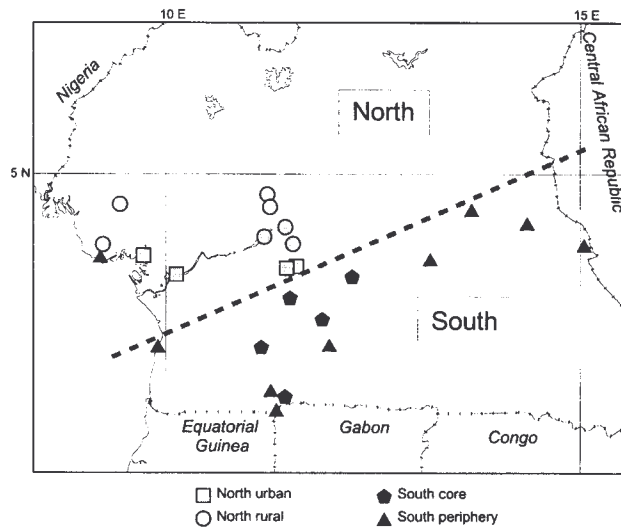 10 E
15 E
Nigeria
North
Central African Republic
5 N
South
Equatorial
Guinea
Gabon
Congo
North urban
South core
North rural
South periphery